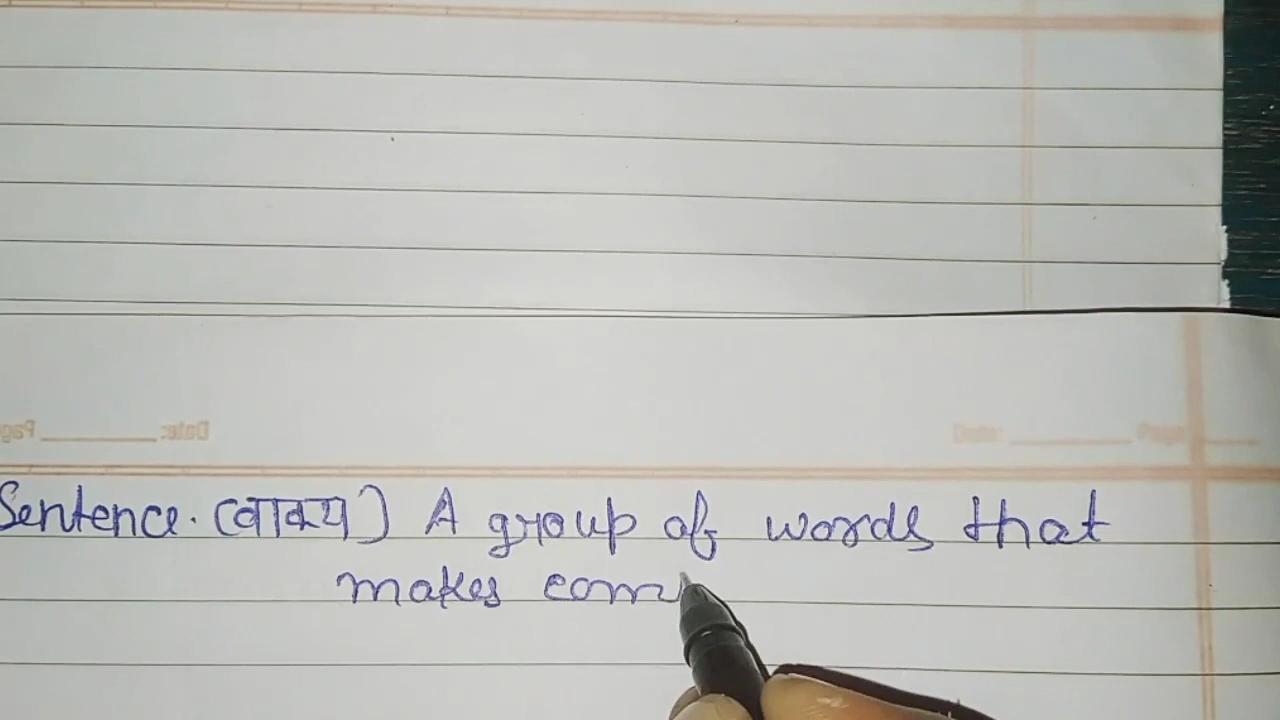 Sentence. (वाक्य) A group of words that
makes com